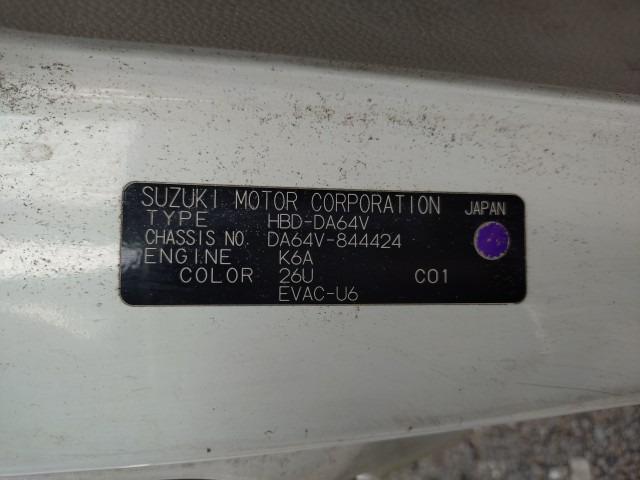 SUZUKI MOTOR CORPORATION JAPAN
TYPE HBD-DA64V
CHASSIS NO. DA64V-844424
ENGINE K6A
COLOR 26U C01
EVAC-U6